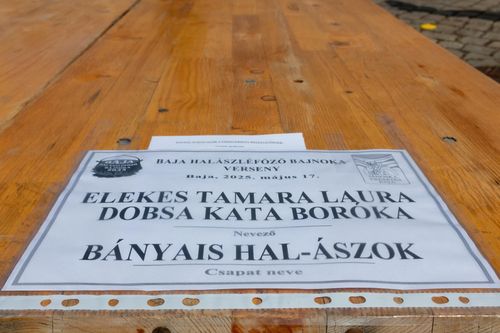 BAJA HALÁSZLÉFŐZŐ BAJNOKA
VERSENY
Baja, 2025. május 17.
ELEKES TAMARA LAURA
DOBSA KATA BORÓKA
Nevező
BÁNYAIS HAL-ÁSZOK
Csapat neve